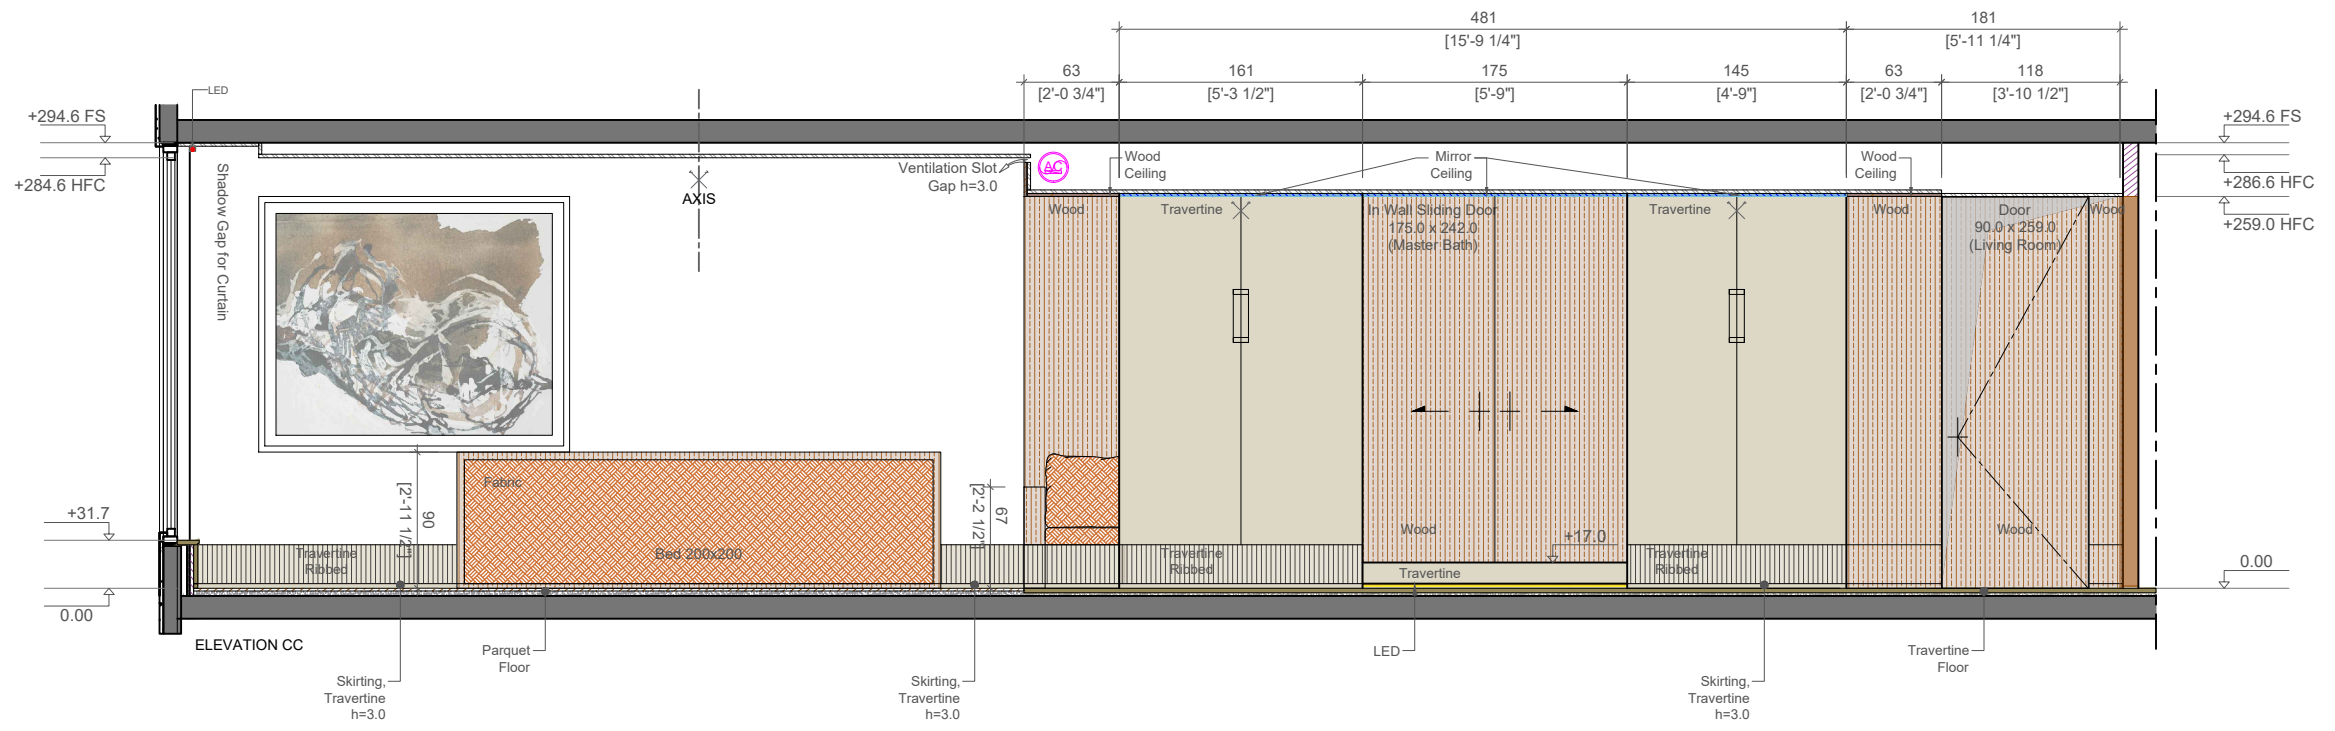 481
[15'-9 1/4"]
181
[5'-11 1/4"]
63
[2'-0 3/4"]
161
[5'-3 1/2"]
175
[5'-9"]
145
[4'-9"]
63
[2'-0 3/4"]
118
[3'-10 1/2"]
LED
+294.6 FS
+284.6 HFC
+294.6 FS
+286.6 HFC
+259.0 HFC
Shadow Gap for Curtain
AXIS
Ventilation Slot
Gap h=3.0
AC
Wood
Ceiling
Mirror
Ceiling
Wood
Ceiling
Wood
Travertine
In Wall Sliding Door
175.0 x 242.0
(Master Bath)
Travertine
Wood
Door
90.0 x 259.0
(Living Room)
Wood
Fabric
90
[2'-11 1/2"]
67
[2'-2 1/2"]
+31.7
0.00
Travertine
Ribbed
Bed 200x200
Travertine
Ribbed
Wood
+17.0
Travertine
Travertine
Ribbed
Wood
0.00
ELEVATION CC
Parquet
Floor
LED
Travertine
Floor
Skirting,
Travertine
h=3.0
Skirting,
Travertine
h=3.0
Skirting,
Travertine
h=3.0